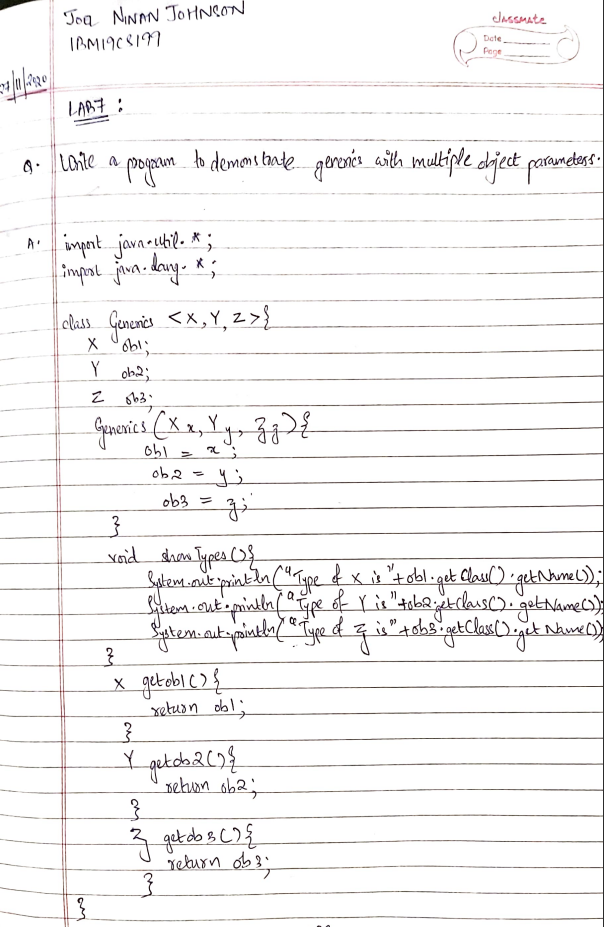 JOEL NINAN JOHNSON
classmate
1BM19CS199
Date
Page
27/11/2020
LAB7 :
Q. Write a program to demonstrate generics with multiple object parameters.
A. import java.util.*;
import java.lang.*;
class Generics <X, Y, Z>{
X ob1;
Y ob2;
Z ob3;
Generics (X x, Y y, Z z){
ob1 = x;
ob2 = y;
ob3 = z;
}
void showTypes(){
System.out.println("Type of X is"+ob1.getClass().getName());
System.out.println("Type of Y is"+ob2.getClass().getName());
System.out.println("Type of Z is"+ob3.getClass().getName())
}
X getob1(){
return ob1;
}
Y getob2(){
return ob2;
}
Z getob3(){
return ob3;
}
}